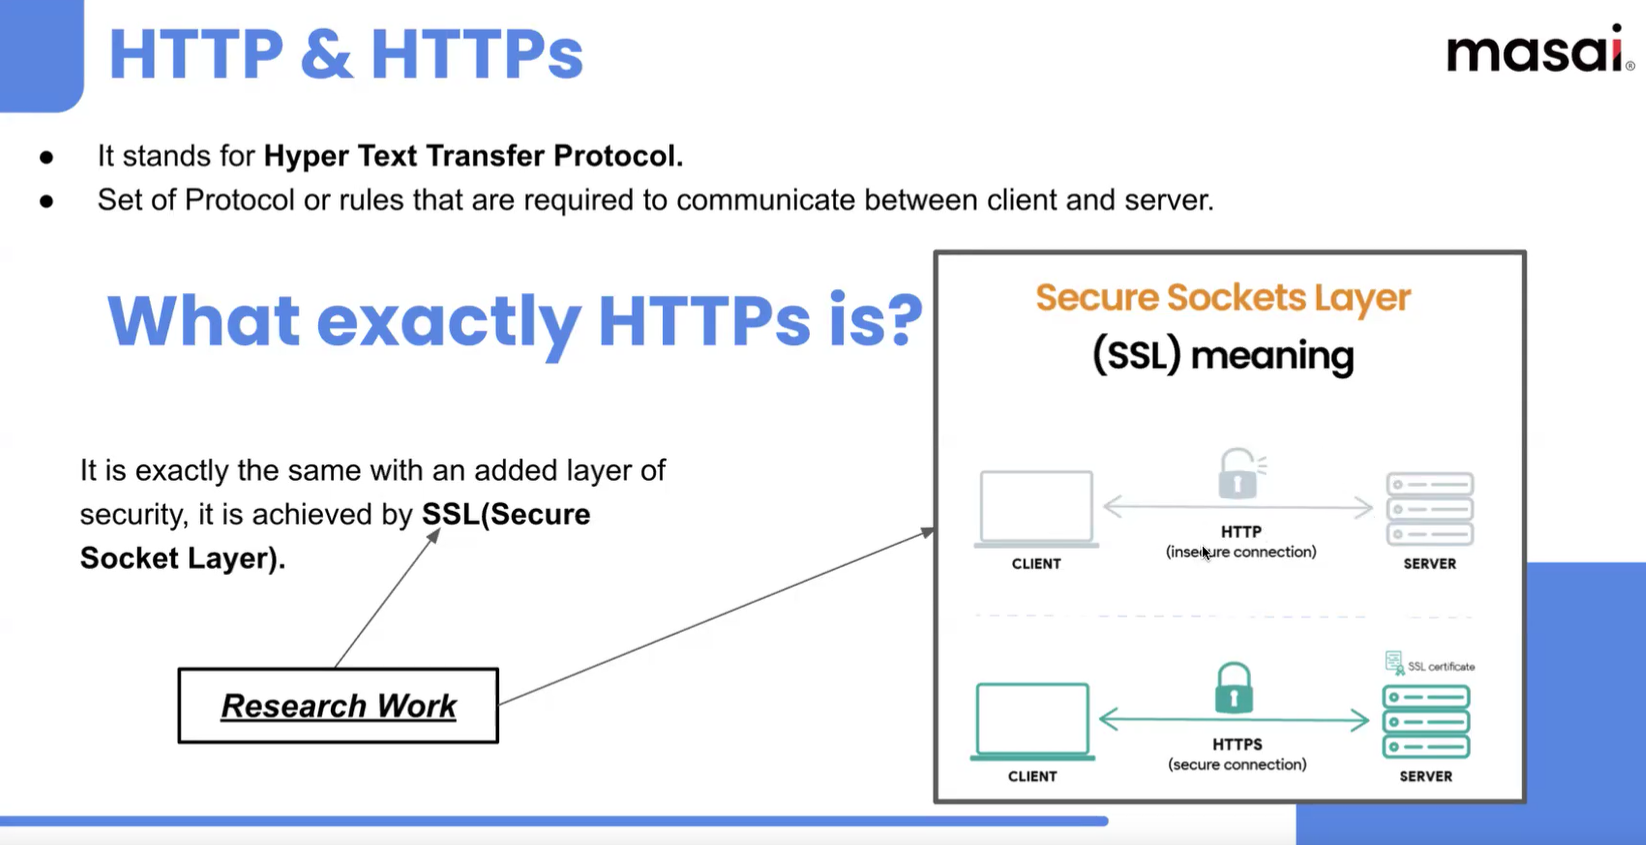 HTTP & HTTPs
masai®
● It stands for Hyper Text Transfer Protocol.
● Set of Protocol or rules that are required to communicate between client and server.
What exactly HTTPs is?
It is exactly the same with an added layer of
security, it is achieved by SSL(Secure
Socket Layer).
Research Work
Secure Sockets Layer
(SSL) meaning
HTTP
(insecure connection)
CLIENT
SERVER
SSL certificate
HTTPS
(secure connection)
CLIENT
SERVER